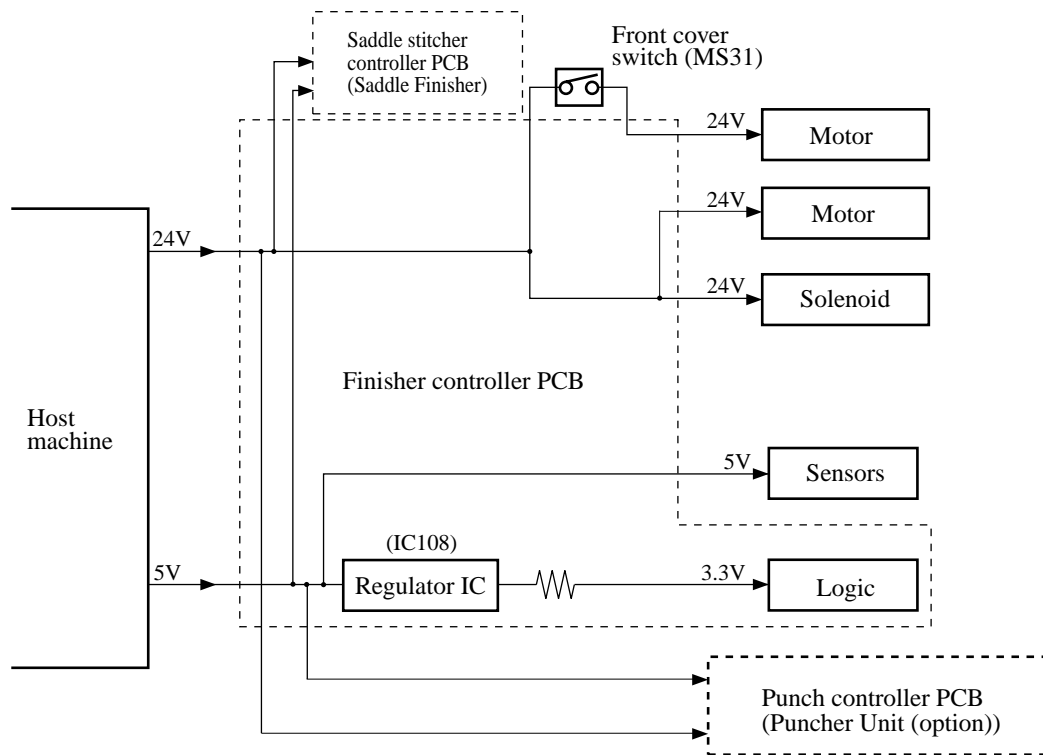 Saddle stitcher
controller PCB
(Saddle Finisher)
Front cover
switch (MS31)
24V
Motor
24V
Motor
24V
24V
Solenoid
Finisher controller PCB
Host
machine
5V
Sensors
(IC108)
5V
Regulator IC
3.3V
Logic
Punch controller PCB
(Puncher Unit (option))